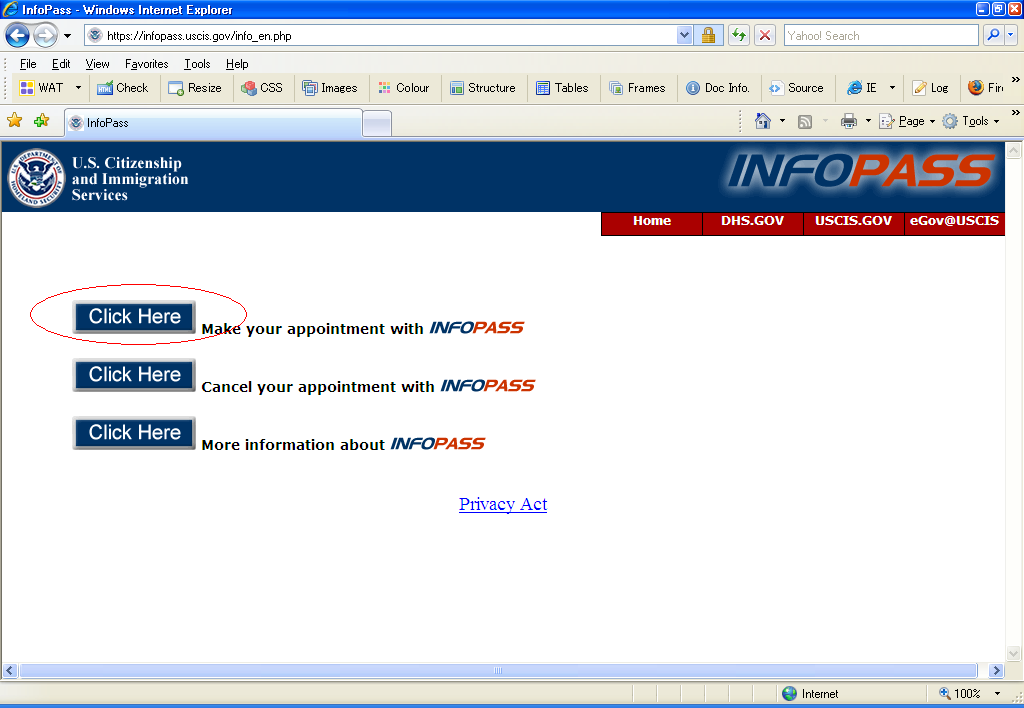 InfoPass - Windows Internet Explorer
https://infopass.uscis.gov/info_en.php
Yahoo! Search
File Edit View Favorites Tools Help
WAT Check Resize CSS Images Colour Structure Tables Frames Doc Info. Source IE Log Fir
InfoPass
Page Tools
U.S. Citizenship
and Immigration
Services
INFOPASS
Home DHS.GOV USCIS.GOV eGov@USCIS
Click Here Make your appointment with INFOPASS
Click Here Cancel your appointment with INFOPASS
Click Here More information about INFOPASS
Privacy Act
Internet 100%